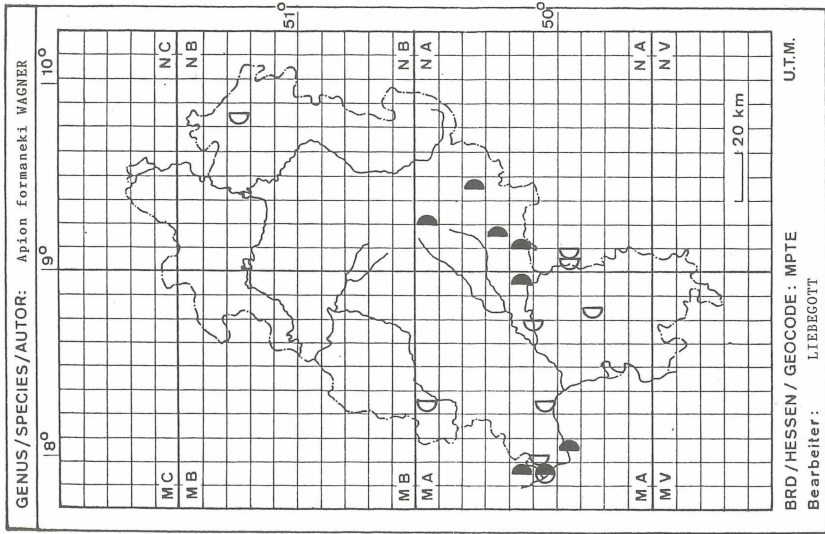 GENUS/SPECIES/AUTOR: Apion formaneki WAGNER
8° 9° 10°
MC NC
MB NB
51°
MB NB
MA NA
50°
MA NA
MV NV
20 km
BRD/HESSEN/GEOCODE: MPTE U.T.M.
Bearbeiter: LIEBEGOTT